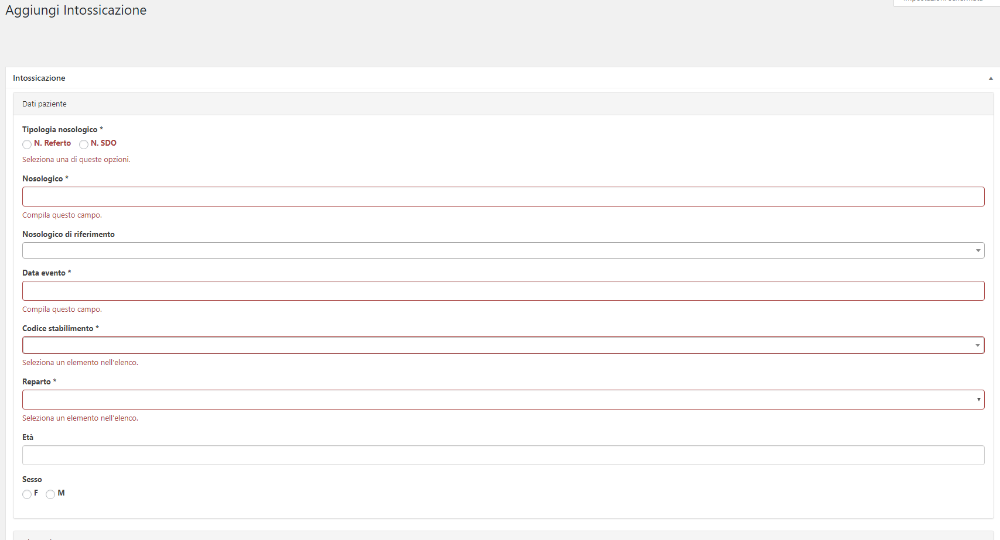 Aggiungi Intossicazione
Intossicazione
Dati paziente
Tipologia nosologico *
N. Referto N. SDO
Seleziona una di queste opzioni.
Nosologico *
Compila questo campo.
Nosologico di riferimento
Data evento *
Compila questo campo.
Codice stabilimento *
Seleziona un elemento nell'elenco.
Reparto *
Seleziona un elemento nell'elenco.
Età
Sesso
F M